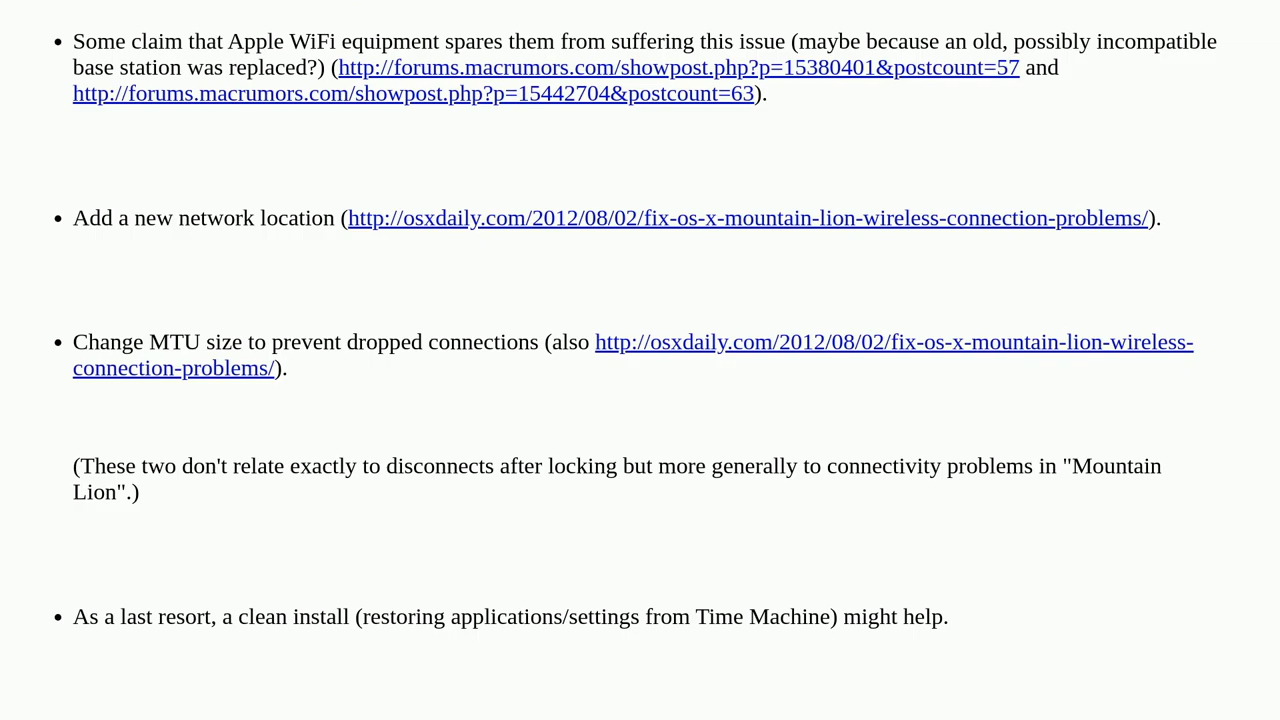 • Some claim that Apple WiFi equipment spares them from suffering this issue (maybe because an old, possibly incompatible
base station was replaced?) (http://forums.macrumors.com/showpost.php?p=15380401&postcount=57 and
http://forums.macrumors.com/showpost.php?p=15442704&postcount=63).
• Add a new network location (http://osxdaily.com/2012/08/02/fix-os-x-mountain-lion-wireless-connection-problems/).
• Change MTU size to prevent dropped connections (also http://osxdaily.com/2012/08/02/fix-os-x-mountain-lion-wireless-
connection-problems/).
(These two don't relate exactly to disconnects after locking but more generally to connectivity problems in "Mountain
Lion".)
• As a last resort, a clean install (restoring applications/settings from Time Machine) might help.